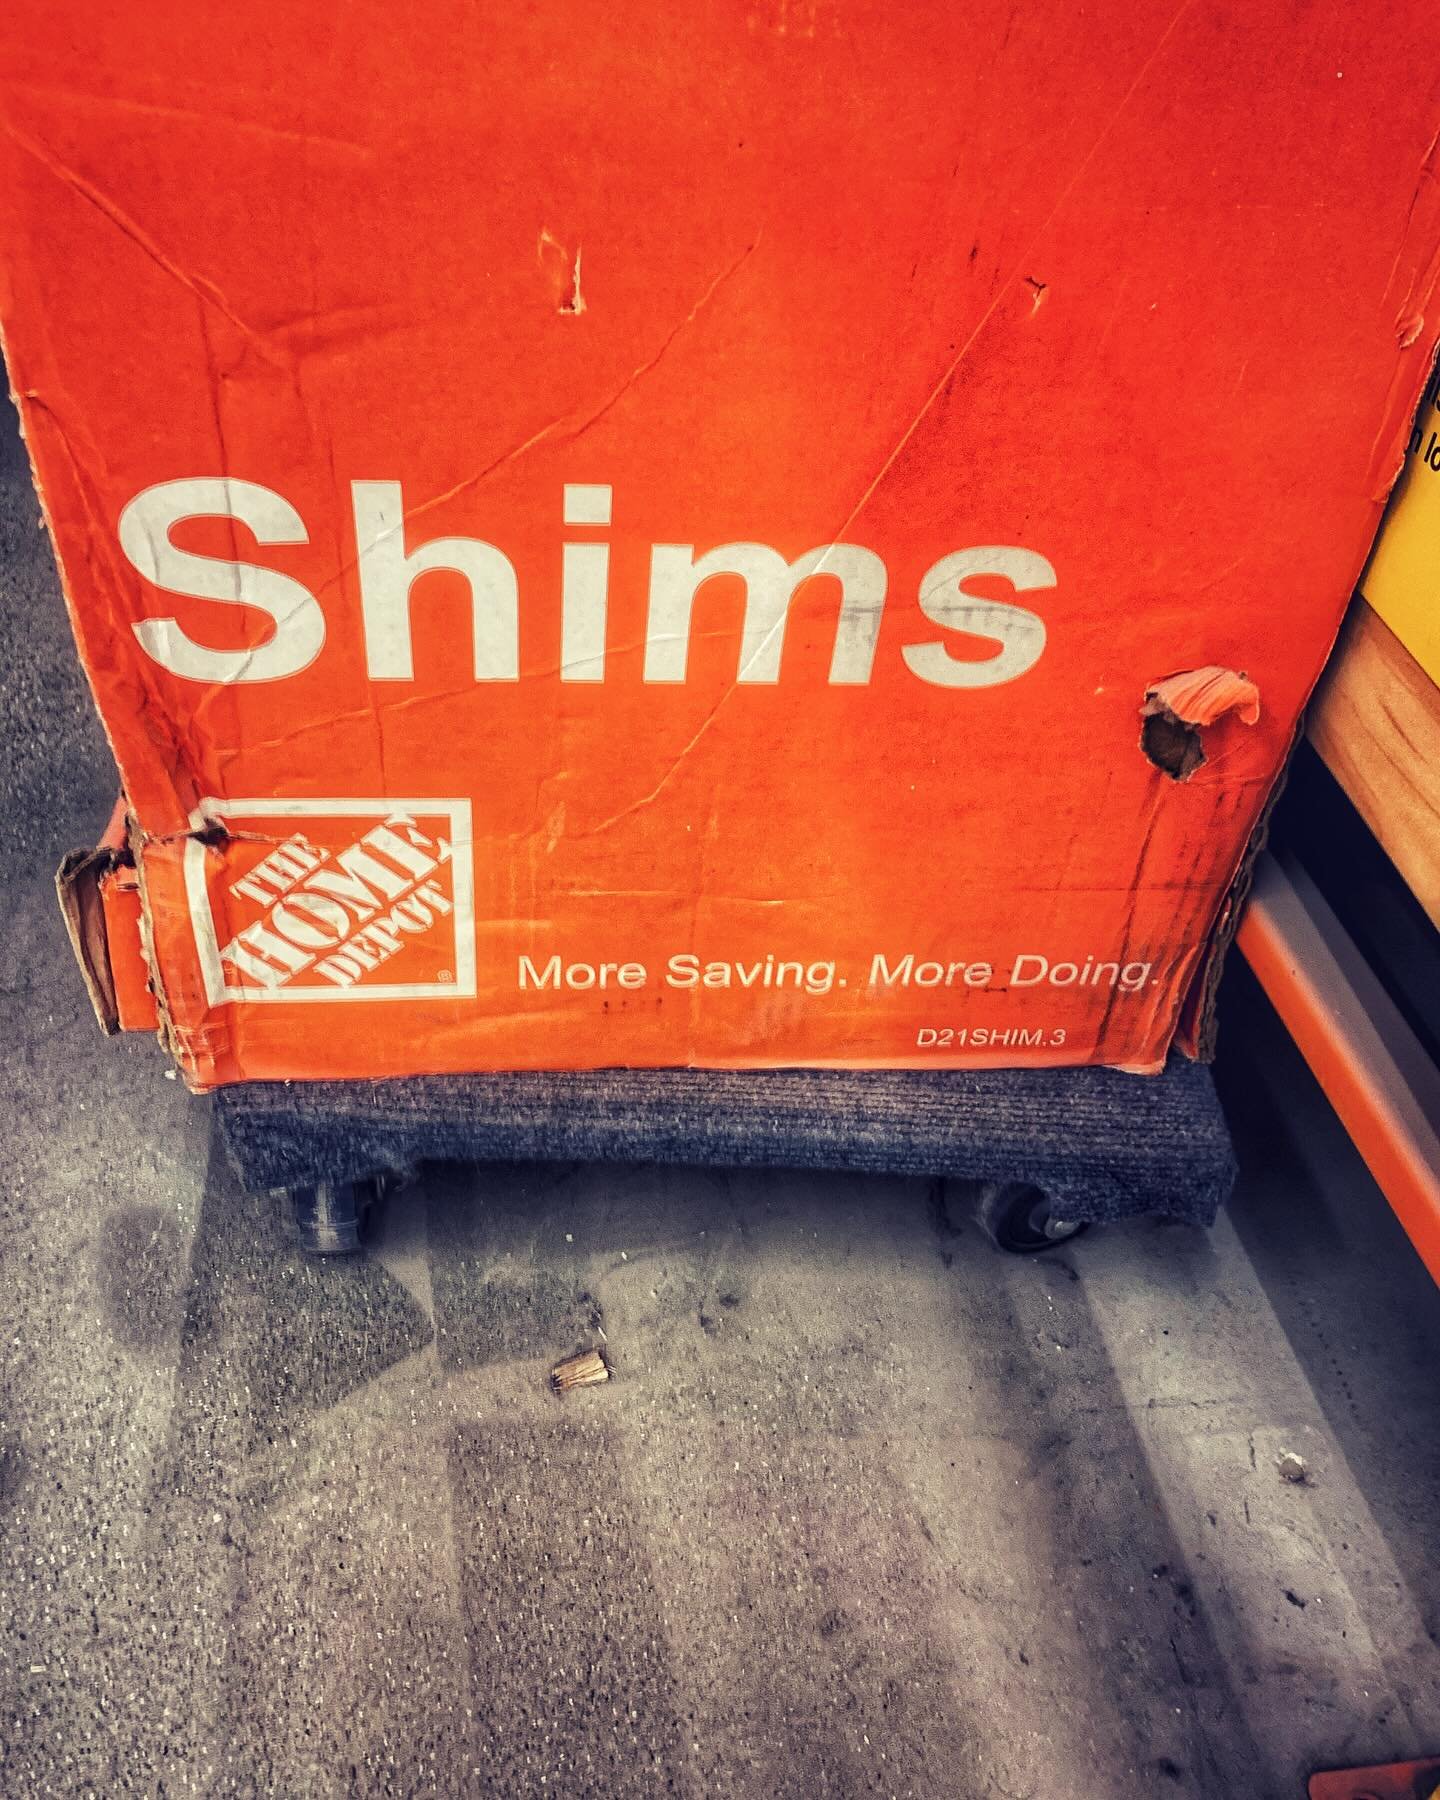 Shims
THE
HOME
DEPOT
®
More Saving. More Doing.
D21SHIM.3